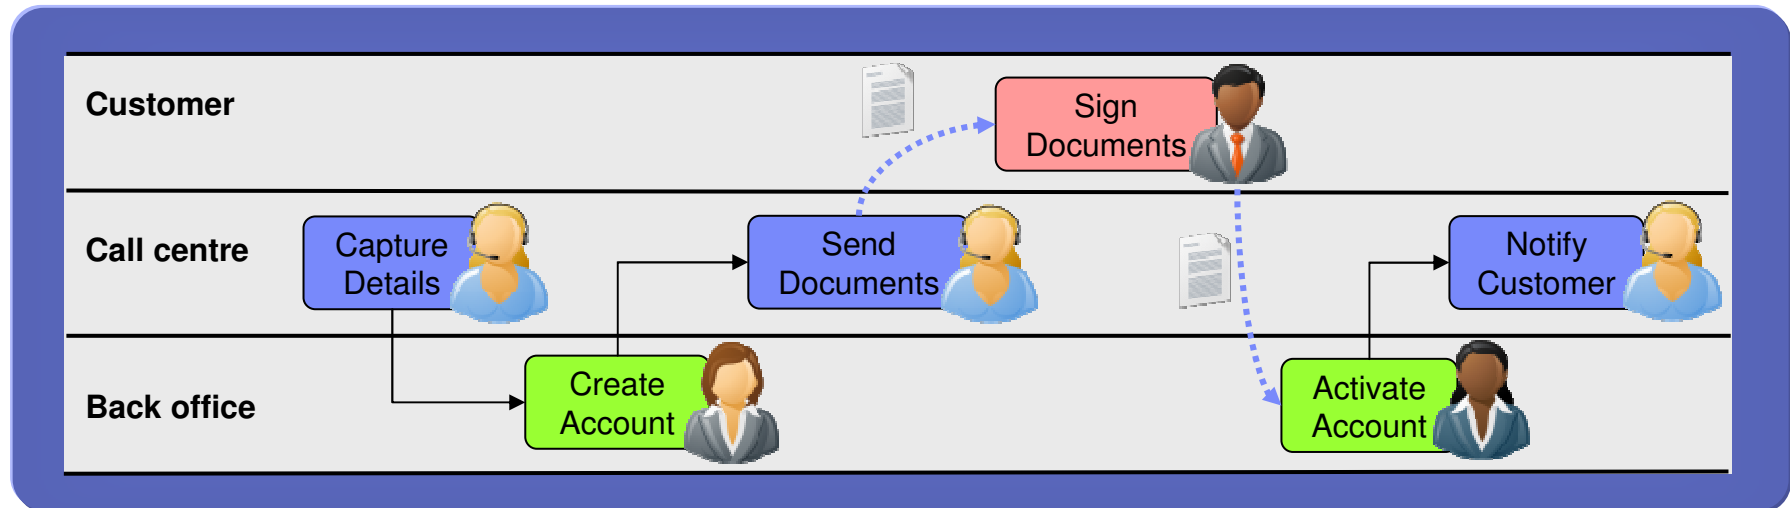 Customer
Sign
Documents
Call centre
Capture
Details
Send
Documents
Notify
Customer
Back office
Create
Account
Activate
Account